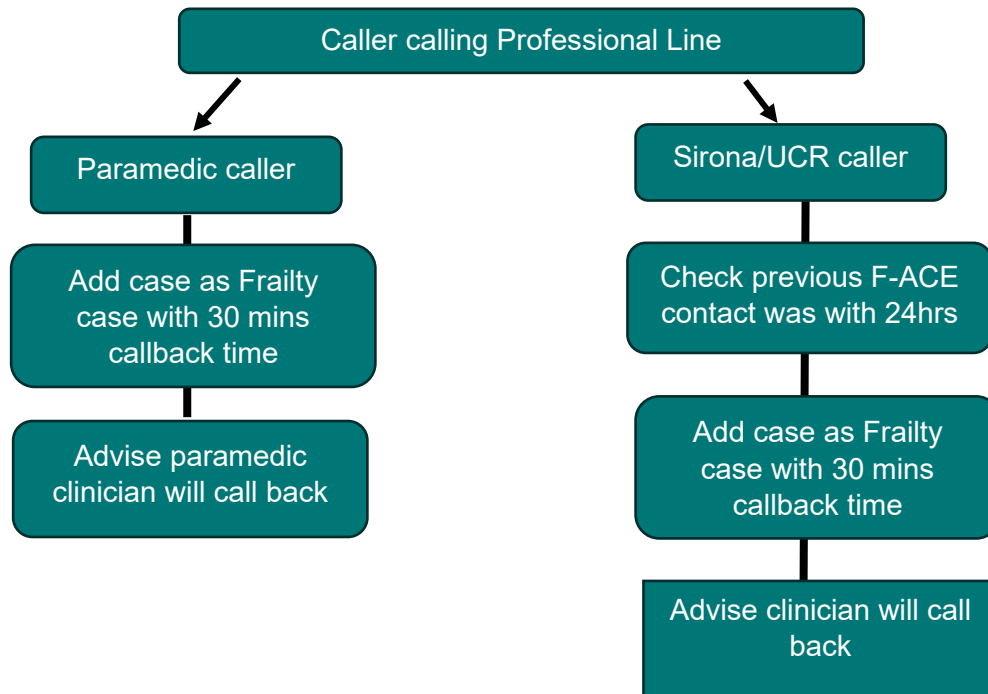 Caller calling Professional Line
Paramedic caller
Add case as Frailty
case with 30 mins
callback time
Advise paramedic
clinician will call back
Sirona/UCR caller
Check previous F-ACE
contact was with 24hrs
Add case as Frailty
case with 30 mins
callback time
Advise clinician will call
back